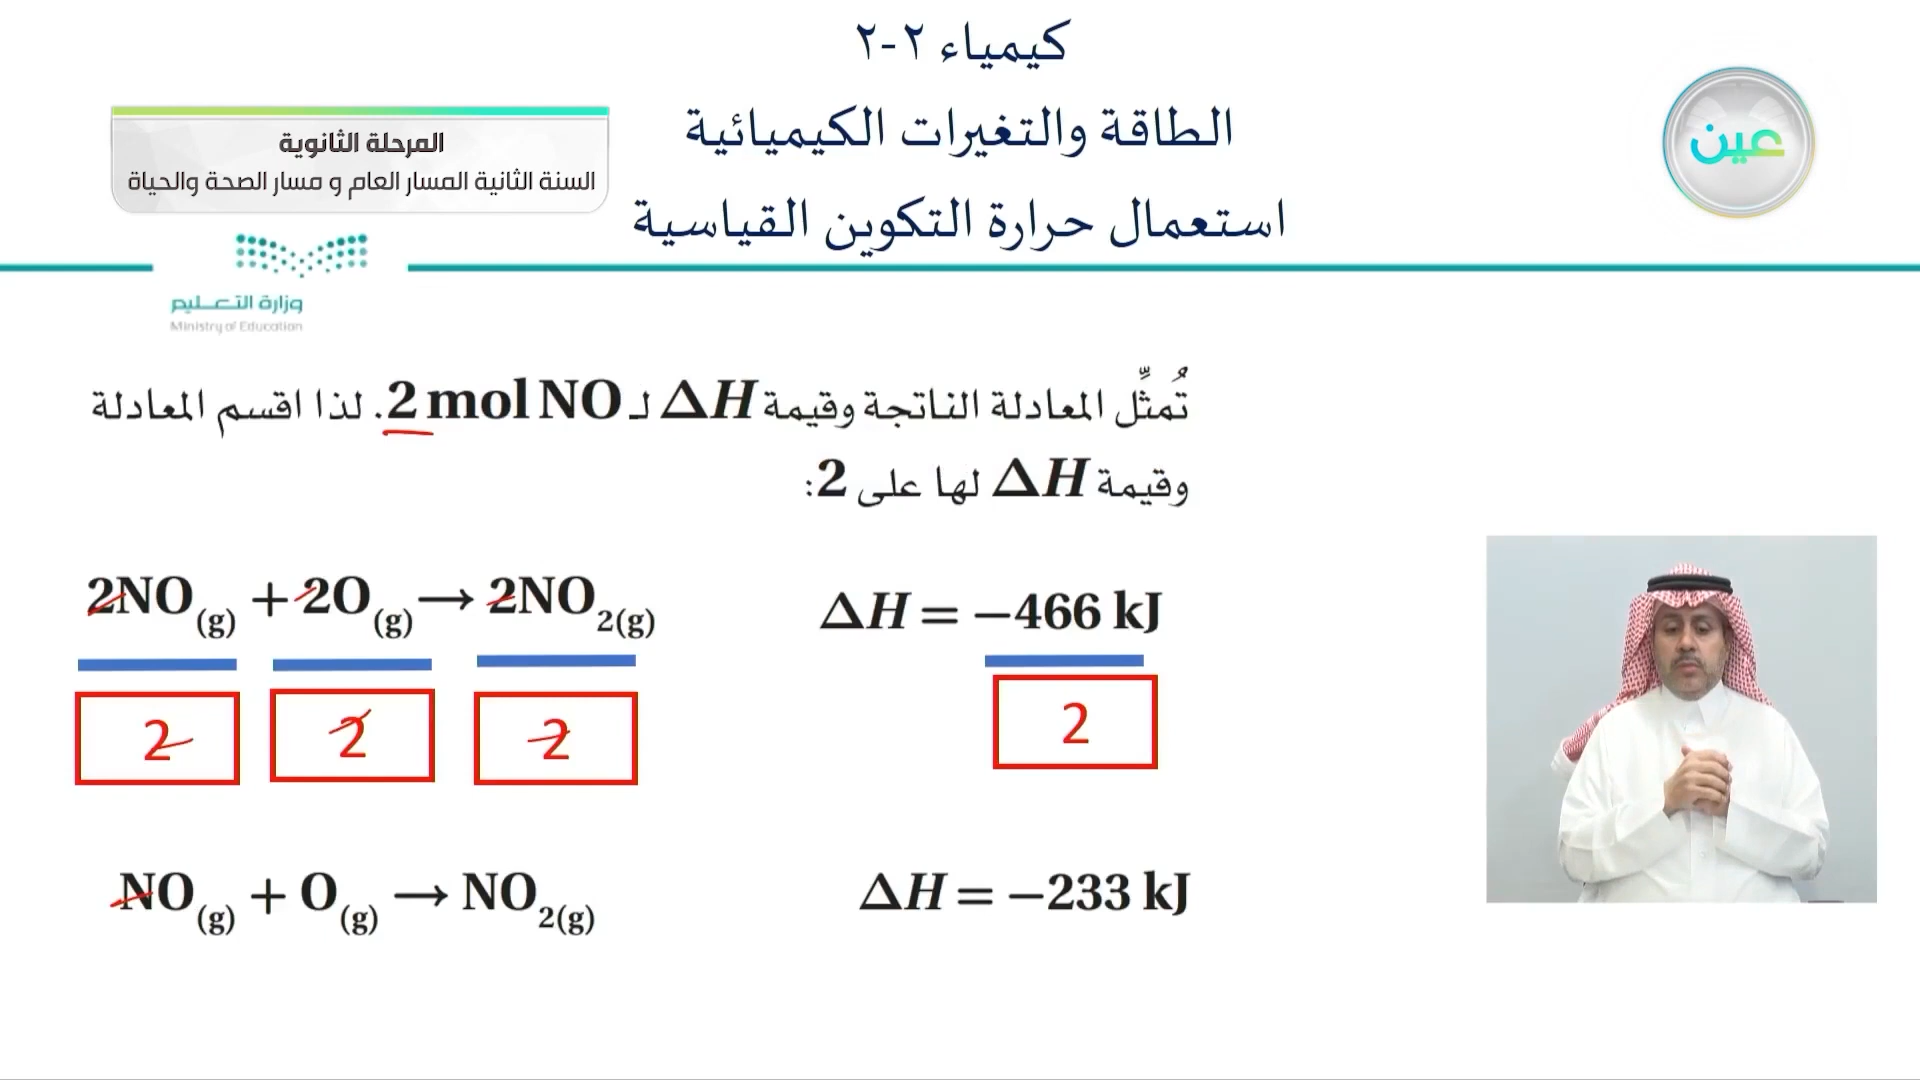 كيمياء ٢-٢
الطاقة والتغيرات الكيميائية
استعمال حرارة التكوين القياسية
عين
المرحلة الثانوية
السنة الثانية المسار العام و مسار الصحة والحياة
وزارة التعليم
Ministry of Education
تُمثِّل المعادلة الناتجة وقيمة ΔH لـ 2 mol NO. لذا اقسم المعادلة
وقيمة ΔH لها على 2:
2NO(g) + 2O(g) → 2NO2(g) ΔH = −466 kJ
2 2 2 2
NO(g) + O(g) → NO2(g) ΔH = −233 kJ